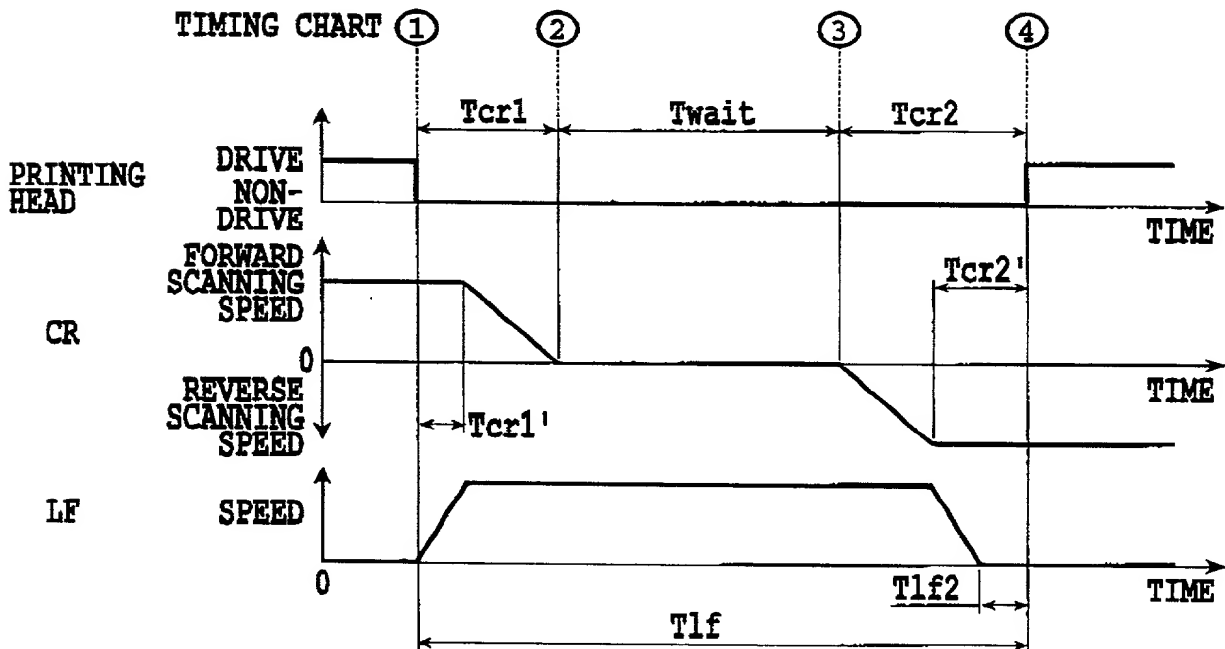 TIMING CHART ① ② ③ ④
Tcr1 Twait Tcr2
PRINTING HEAD
DRIVE
NON-DRIVE
TIME
CR
FORWARD SCANNING SPEED
0
REVERSE SCANNING SPEED
Tcr1'
Tcr2'
TIME
LF
SPEED
0
Tlf2
TIME
Tlf